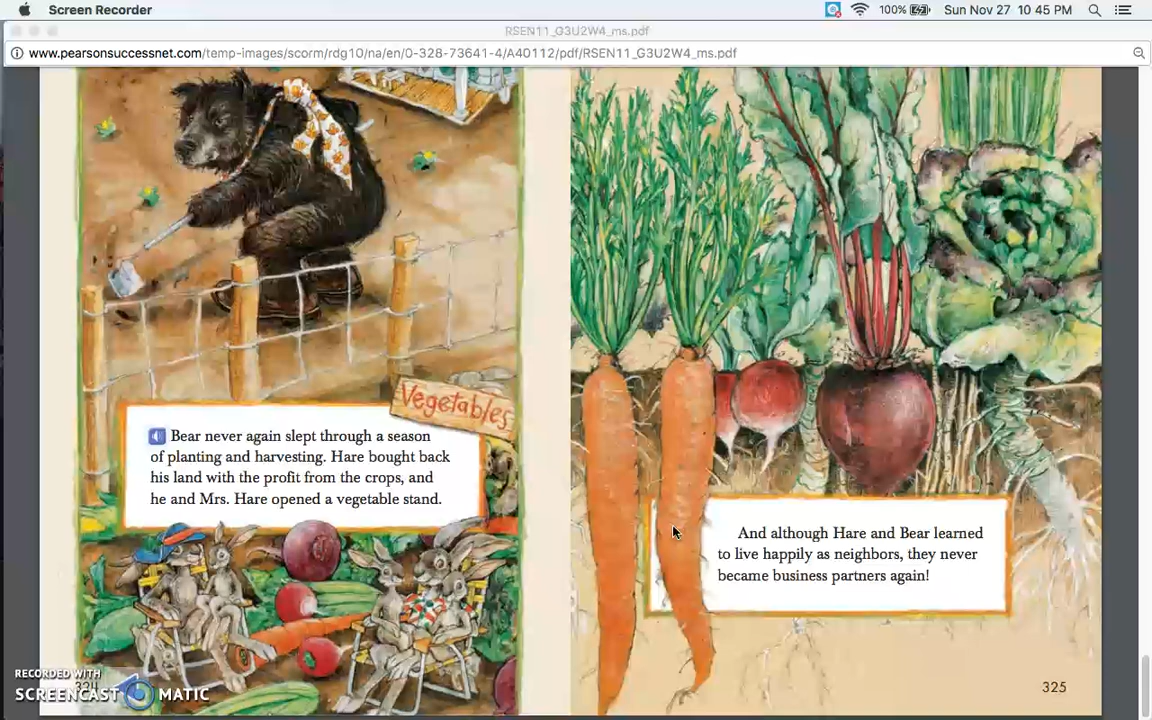 Screen Recorder
100%
Sun Nov 27 10:45 PM
RSEN11_G3U2W4_ms.pdf
www.pearsonsuccessnet.com/temp-images/scorm/rdg10/na/en/0-328-73641-4/A40112/pdf/RSEN11_G3U2W4_ms.pdf
Vegetables
Bear never again slept through a season
of planting and harvesting. Hare bought back
his land with the profit from the crops, and
he and Mrs. Hare opened a vegetable stand.
And although Hare and Bear learned
to live happily as neighbors, they never
became business partners again!
RECORDED WITH
SCREENCAST MATIC
325